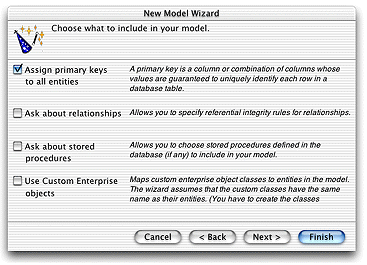 New Model Wizard
Choose what to include in your model.
Assign primary keys
to all entities
A primary key is a column or combination of columns whose
values are guaranteed to uniquely identify each row in a
database table.
Ask about relationships
Allows you to specify referential integrity rules for relationships.
Ask about stored
procedures
Allows you to choose stored procedures defined in the
database (if any) to include in your model.
Use Custom Enterprise
objects
Maps custom enterprise object classes to entities in the model.
The wizard assumes that the custom classes have the same
name as their entities. (You have to create the classes
Cancel
< Back
Next >
Finish